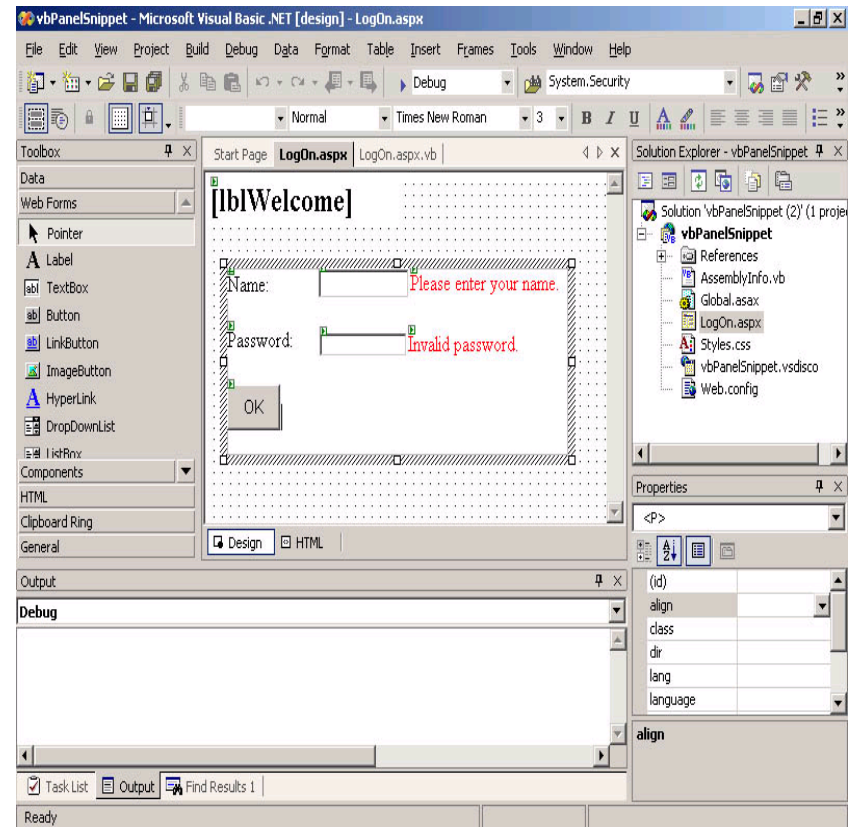 vbPanelSnippet - Microsoft Visual Basic .NET [design] - LogOn.aspx
File Edit View Project Build Debug Data Format Table Insert Frames Tools Window Help
Debug System.Security
Normal Times New Roman 3 B I U A
Toolbox
Data
Web Forms
Pointer
A Label
abl TextBox
ab Button
ab LinkButton
ImageButton
A HyperLink
DropDownList
ListBox
Components
HTML
Clipboard Ring
General
Start Page LogOn.aspx LogOn.aspx.vb
[lblWelcome]
Name: Please enter your name.
Password: Invalid password.
OK
Design HTML
Solution Explorer - vbPanelSnippet
Solution 'vbPanelSnippet (2)' (1 proje
vbPanelSnippet
References
AssemblyInfo.vb
Global.asax
LogOn.aspx
Styles.css
vbPanelSnippet.vsdisco
Web.config
Properties
<P>
(id)
align
class
dir
lang
language
align
Output
Debug
Task List Output Find Results 1
Ready